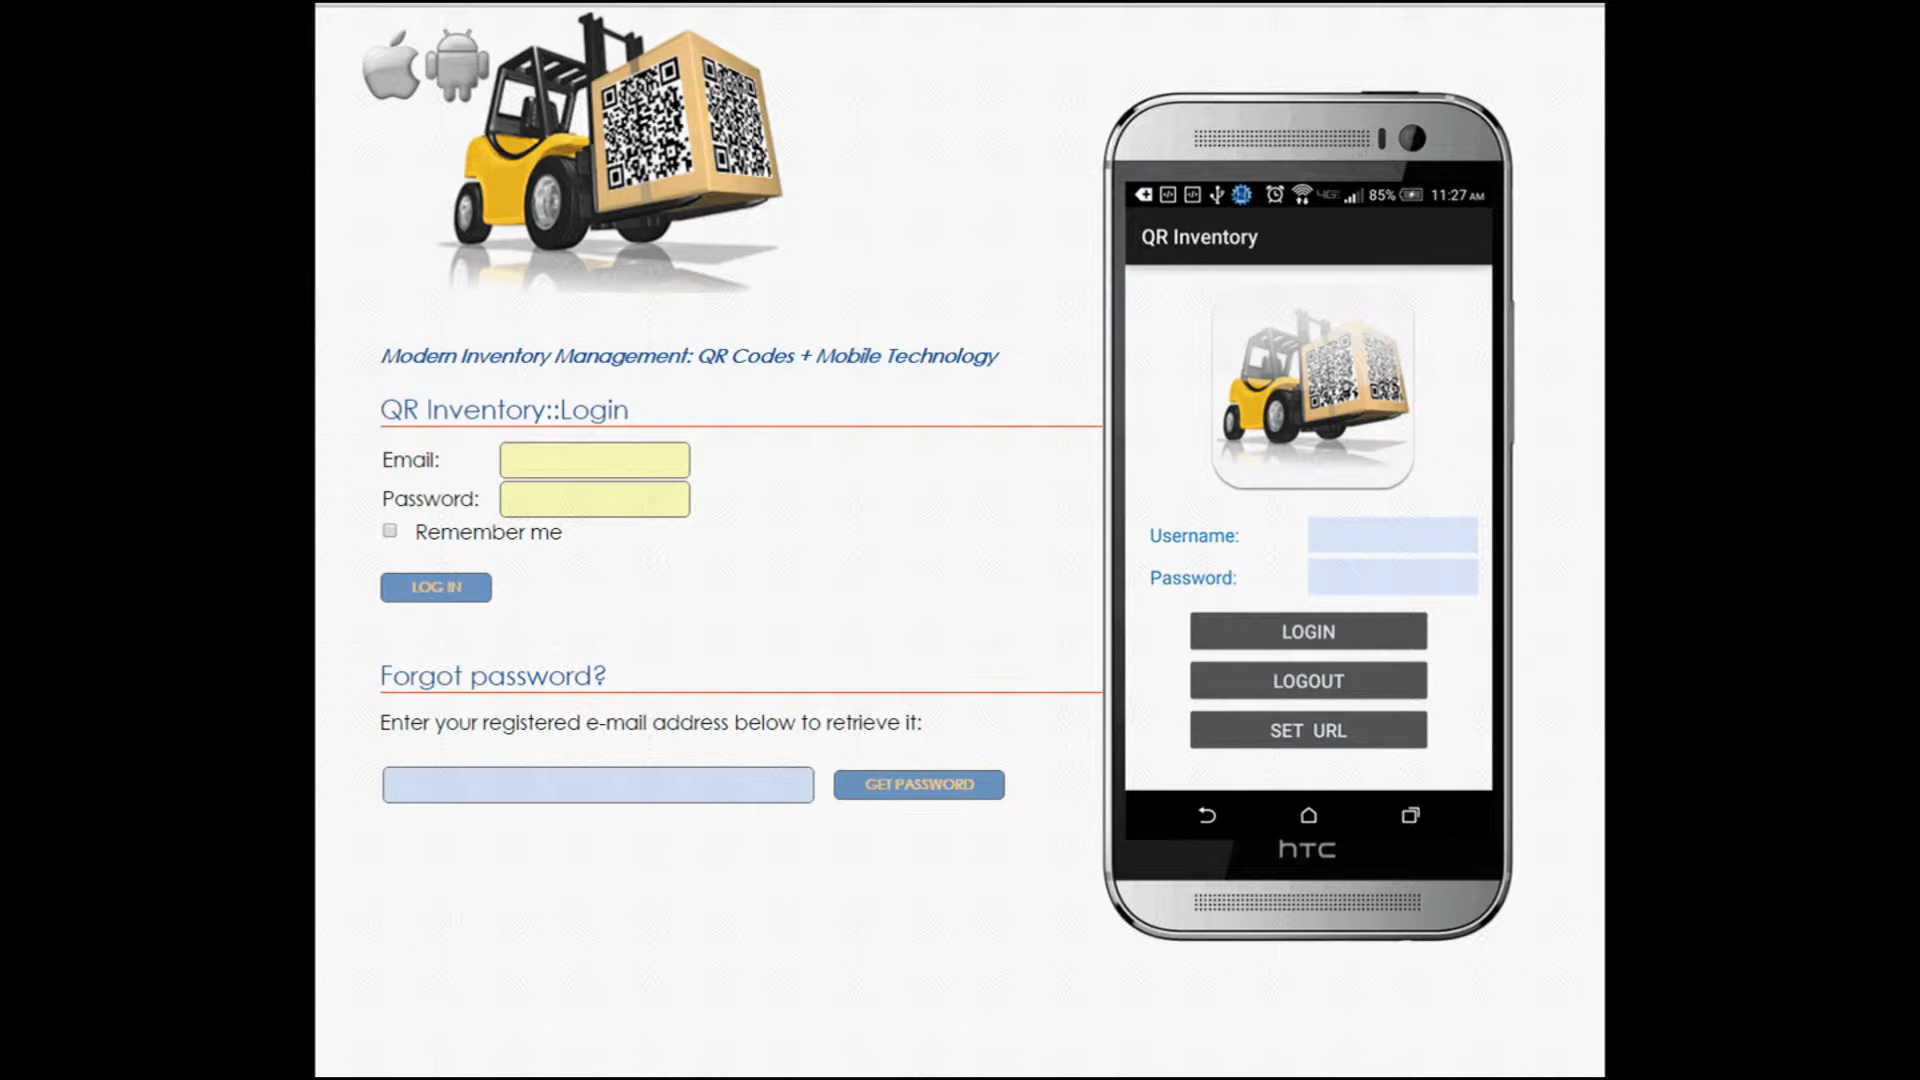 Modern Inventory Management: QR Codes + Mobile Technology
QR Inventory::Login
Email:
Password:
Remember me
LOG IN
Forgot password?
Enter your registered e-mail address below to retrieve it:
GET PASSWORD
4G 85% 11:27 AM
QR Inventory
Username:
Password:
LOGIN
LOGOUT
SET URL
hTC